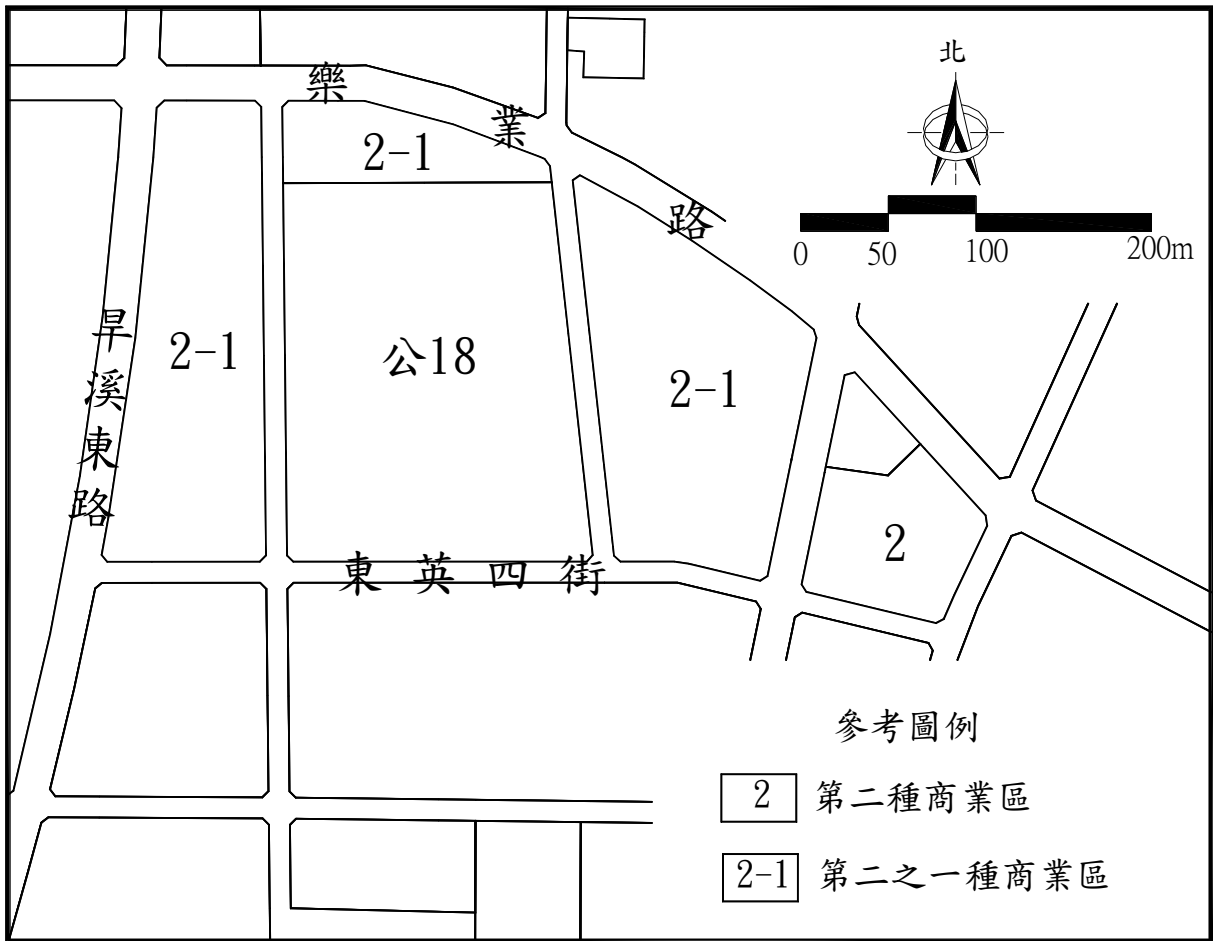 北
樂業路
2-1
0 50 100 200m
旱溪東路
2-1
公18
2-1
2
東英四街
參考圖例
2 第二種商業區
2-1 第二之一種商業區